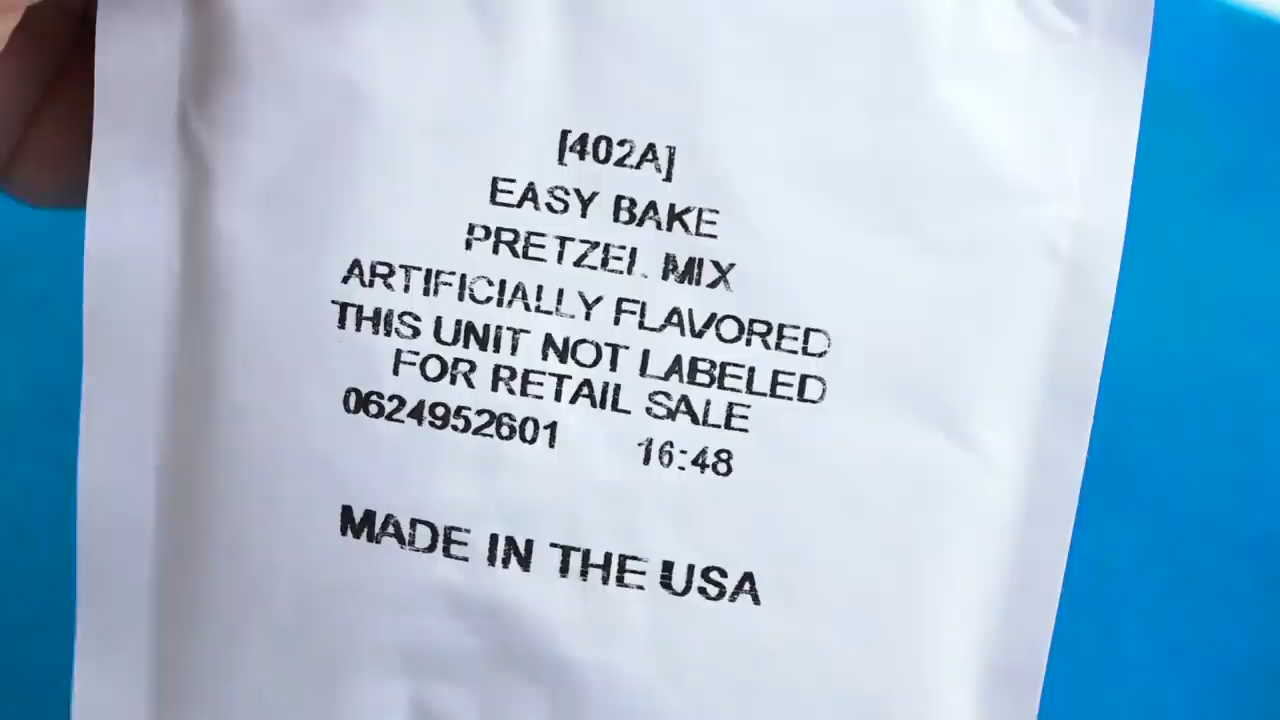 [402A]
EASY BAKE
PRETZEL MIX
ARTIFICIALLY FLAVORED
THIS UNIT NOT LABELED
FOR RETAIL SALE
0624952601 16:48
MADE IN THE USA